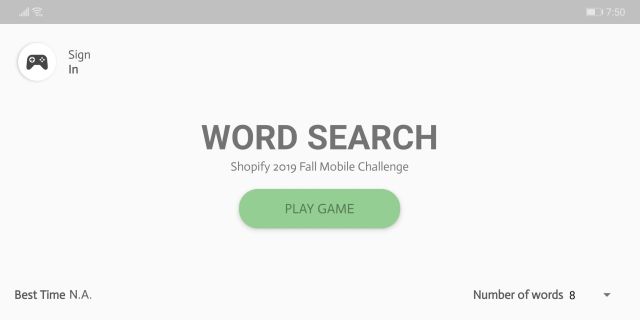 7:50
Sign
In
WORD SEARCH
Shopify 2019 Fall Mobile Challenge
PLAY GAME
Best Time N.A.
Number of words 8